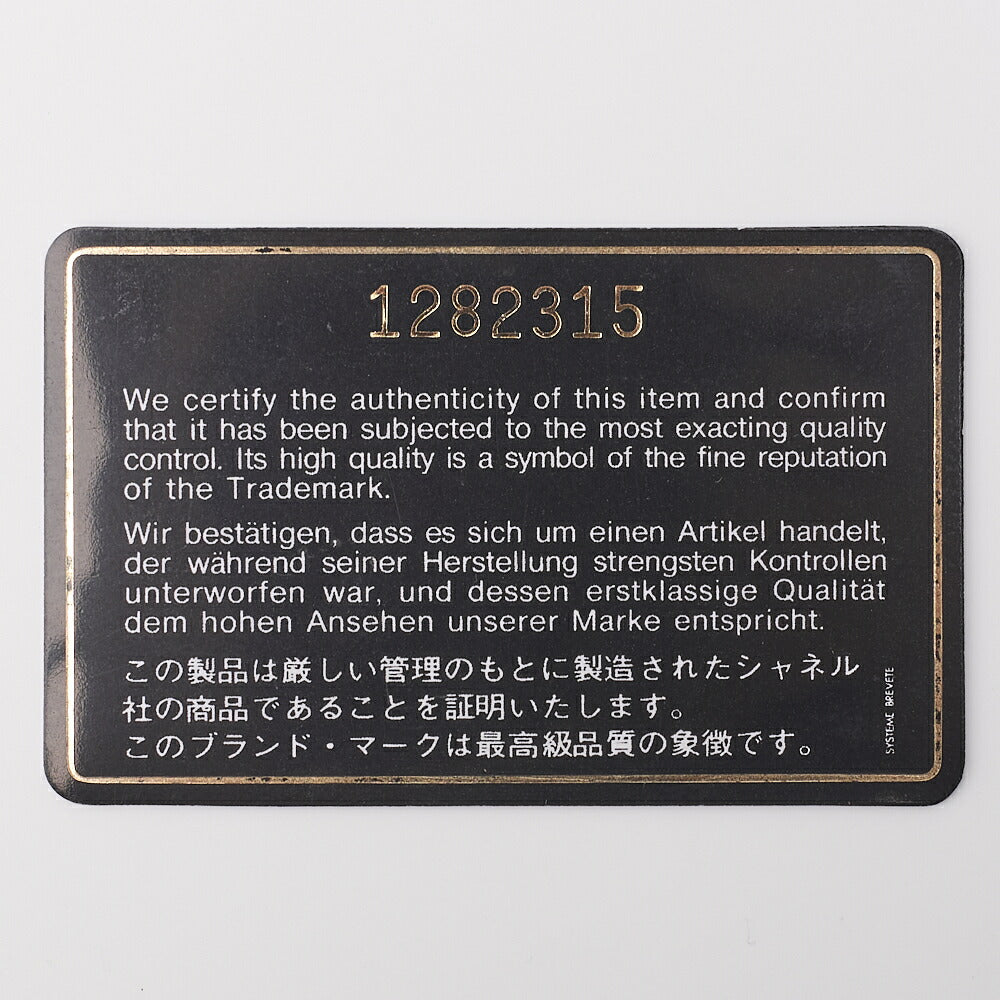 1282315
We certify the authenticity of this item and confirm
that it has been subjected to the most exacting quality
control. Its high quality is a symbol of the fine reputation
of the Trademark.
Wir bestätigen, dass es sich um einen Artikel handelt,
der während seiner Herstellung strengsten Kontrollen
unterworfen war, und dessen erstklassige Qualität
dem hohen Ansehen unserer Marke entspricht.
この製品は厳しい管理のもとに製造されたシャネル
社の商品であることを証明いたします。
このブランド・マークは最高級品質の象徴です。
SYSTEME BREVETE